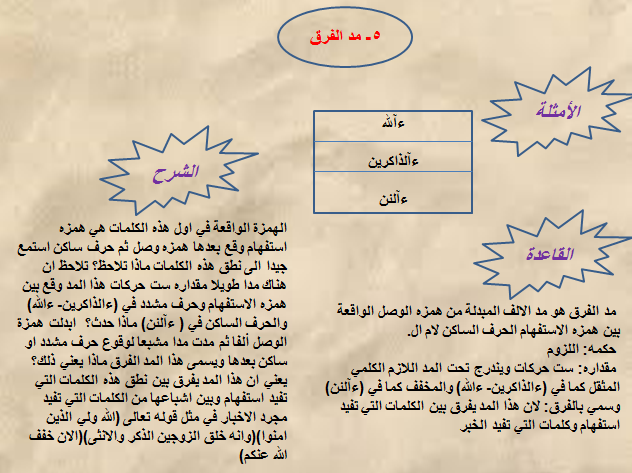 ٥ـ مد الفرق
الأمثلة
ءآلله
ءآلذاكرين
ءآلئن
الشرح
الهمزة الواقعة في اول هذه الكلمات هي همزه
استفهام وقع بعدها همزه وصل ثم حرف ساكن استمع
جيدا الى نطق هذه الكلمات ماذا تلاحظ؟ تلاحظ ان
هناك مدا طويلا مقداره ست حركات هذا المد وقع بين
همزه الاستفهام وحرف مشدد في (ءالذاكرين- ءالله)
والحرف الساكن في ( ءآلئن) ماذا حدث؟ ابدلت همزة
الوصل ألفا ثم مدت مدا مشبعا لوقوع حرف مشدد او
ساكن بعدها ويسمى هذا المد الفرق ماذا يعني ذلك؟
يعني ان هذا المد يفرق بين نطق هذه الكلمات التي
تفيد استفهام وبين اشباعها من الكلمات التي تفيد
مجرد الاخبار في مثل قوله تعالى (الله ولي الذين
امنوا)(وانه خلق الزوجين الذكر والانثى)(الان خفف
الله عنكم)
القاعدة
مد الفرق هو مد الالف المبدلة من همزه الوصل الواقعة
بين همزه الاستفهام الحرف الساكن لام ال.
حكمه: اللزوم
مقداره: ست حركات ويندرج تحت المد اللازم الكلمي
المثقل كما في (ءالذاكرين- ءالله) والمخفف كما في (ءآلئن)
وسمي بالفرق: لان هذا المد يفرق بين الكلمات التي تفيد
استفهام وكلمات التي تفيد الخبر